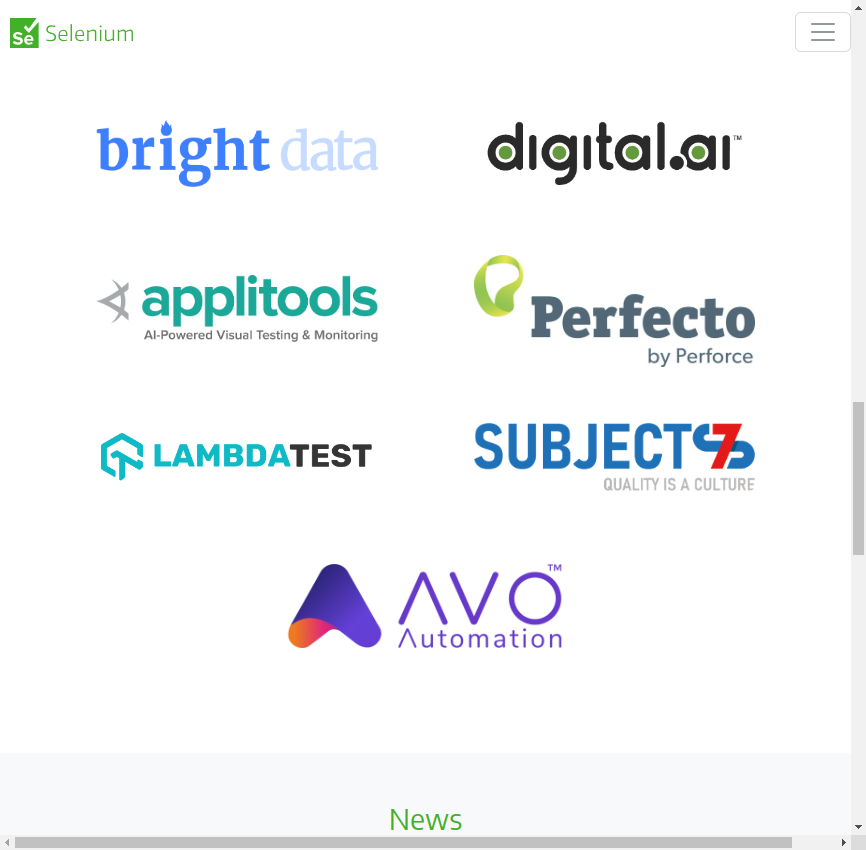 Se Selenium
bright data
digital.ai™
applitools
AI-Powered Visual Testing & Monitoring
Perfecto
by Perforce
LAMBDATEST
SUBJECT7
QUALITY IS A CULTURE
AVO™
Automation
News